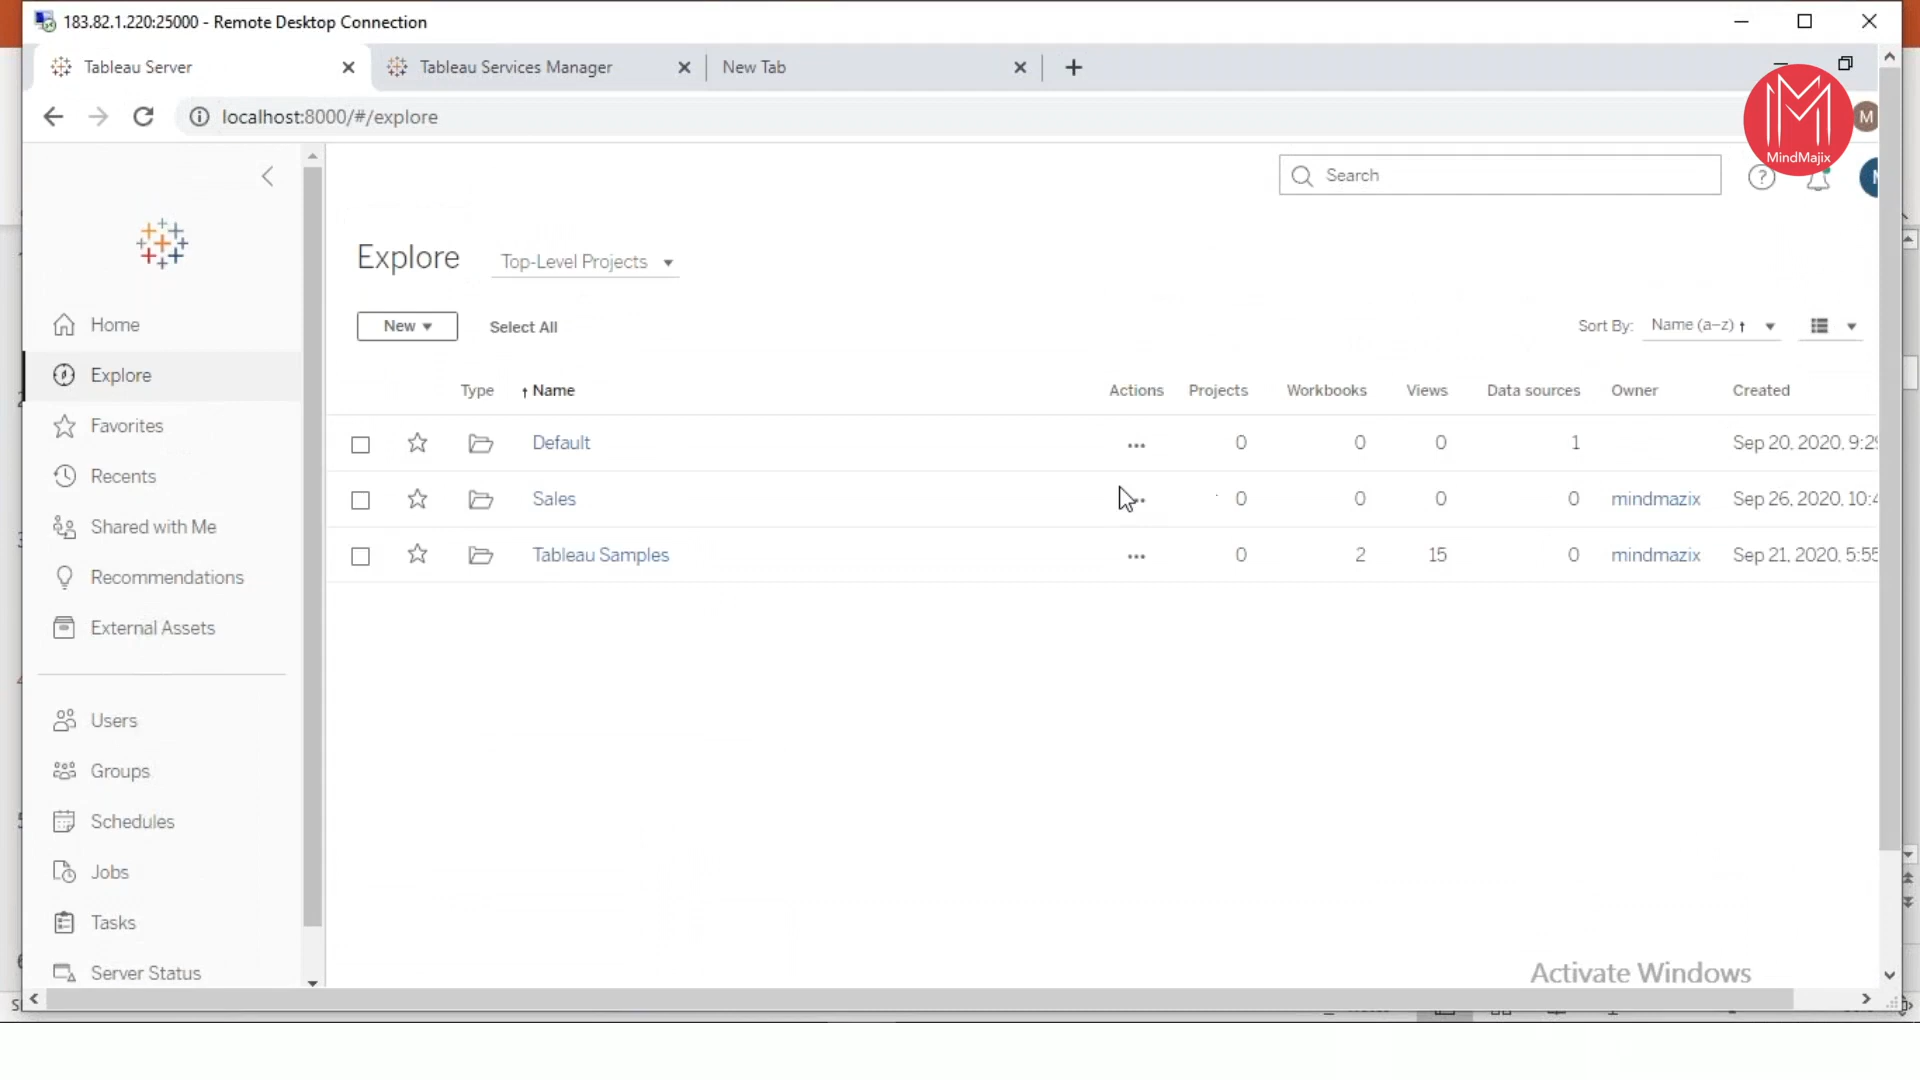 183.82.1.220:25000 - Remote Desktop Connection
Tableau Server
Tableau Services Manager
New Tab
localhost:8000/#/explore
M
MindMajix
Search
Explore
Top-Level Projects
Home
New
Select All
Sort By:
Name (a–z) ↑
Explore
Type
↑ Name
Actions
Projects
Workbooks
Views
Data sources
Owner
Created
Favorites
Default
0
0
0
1
Sep 20, 2020, 9:29
Recents
Sales
0
0
0
0
mindmazix
Sep 26, 2020, 10:4
Shared with Me
Tableau Samples
0
2
15
0
mindmazix
Sep 21, 2020, 5:55
Recommendations
External Assets
Users
Groups
Schedules
Jobs
Tasks
Server Status
Activate Windows